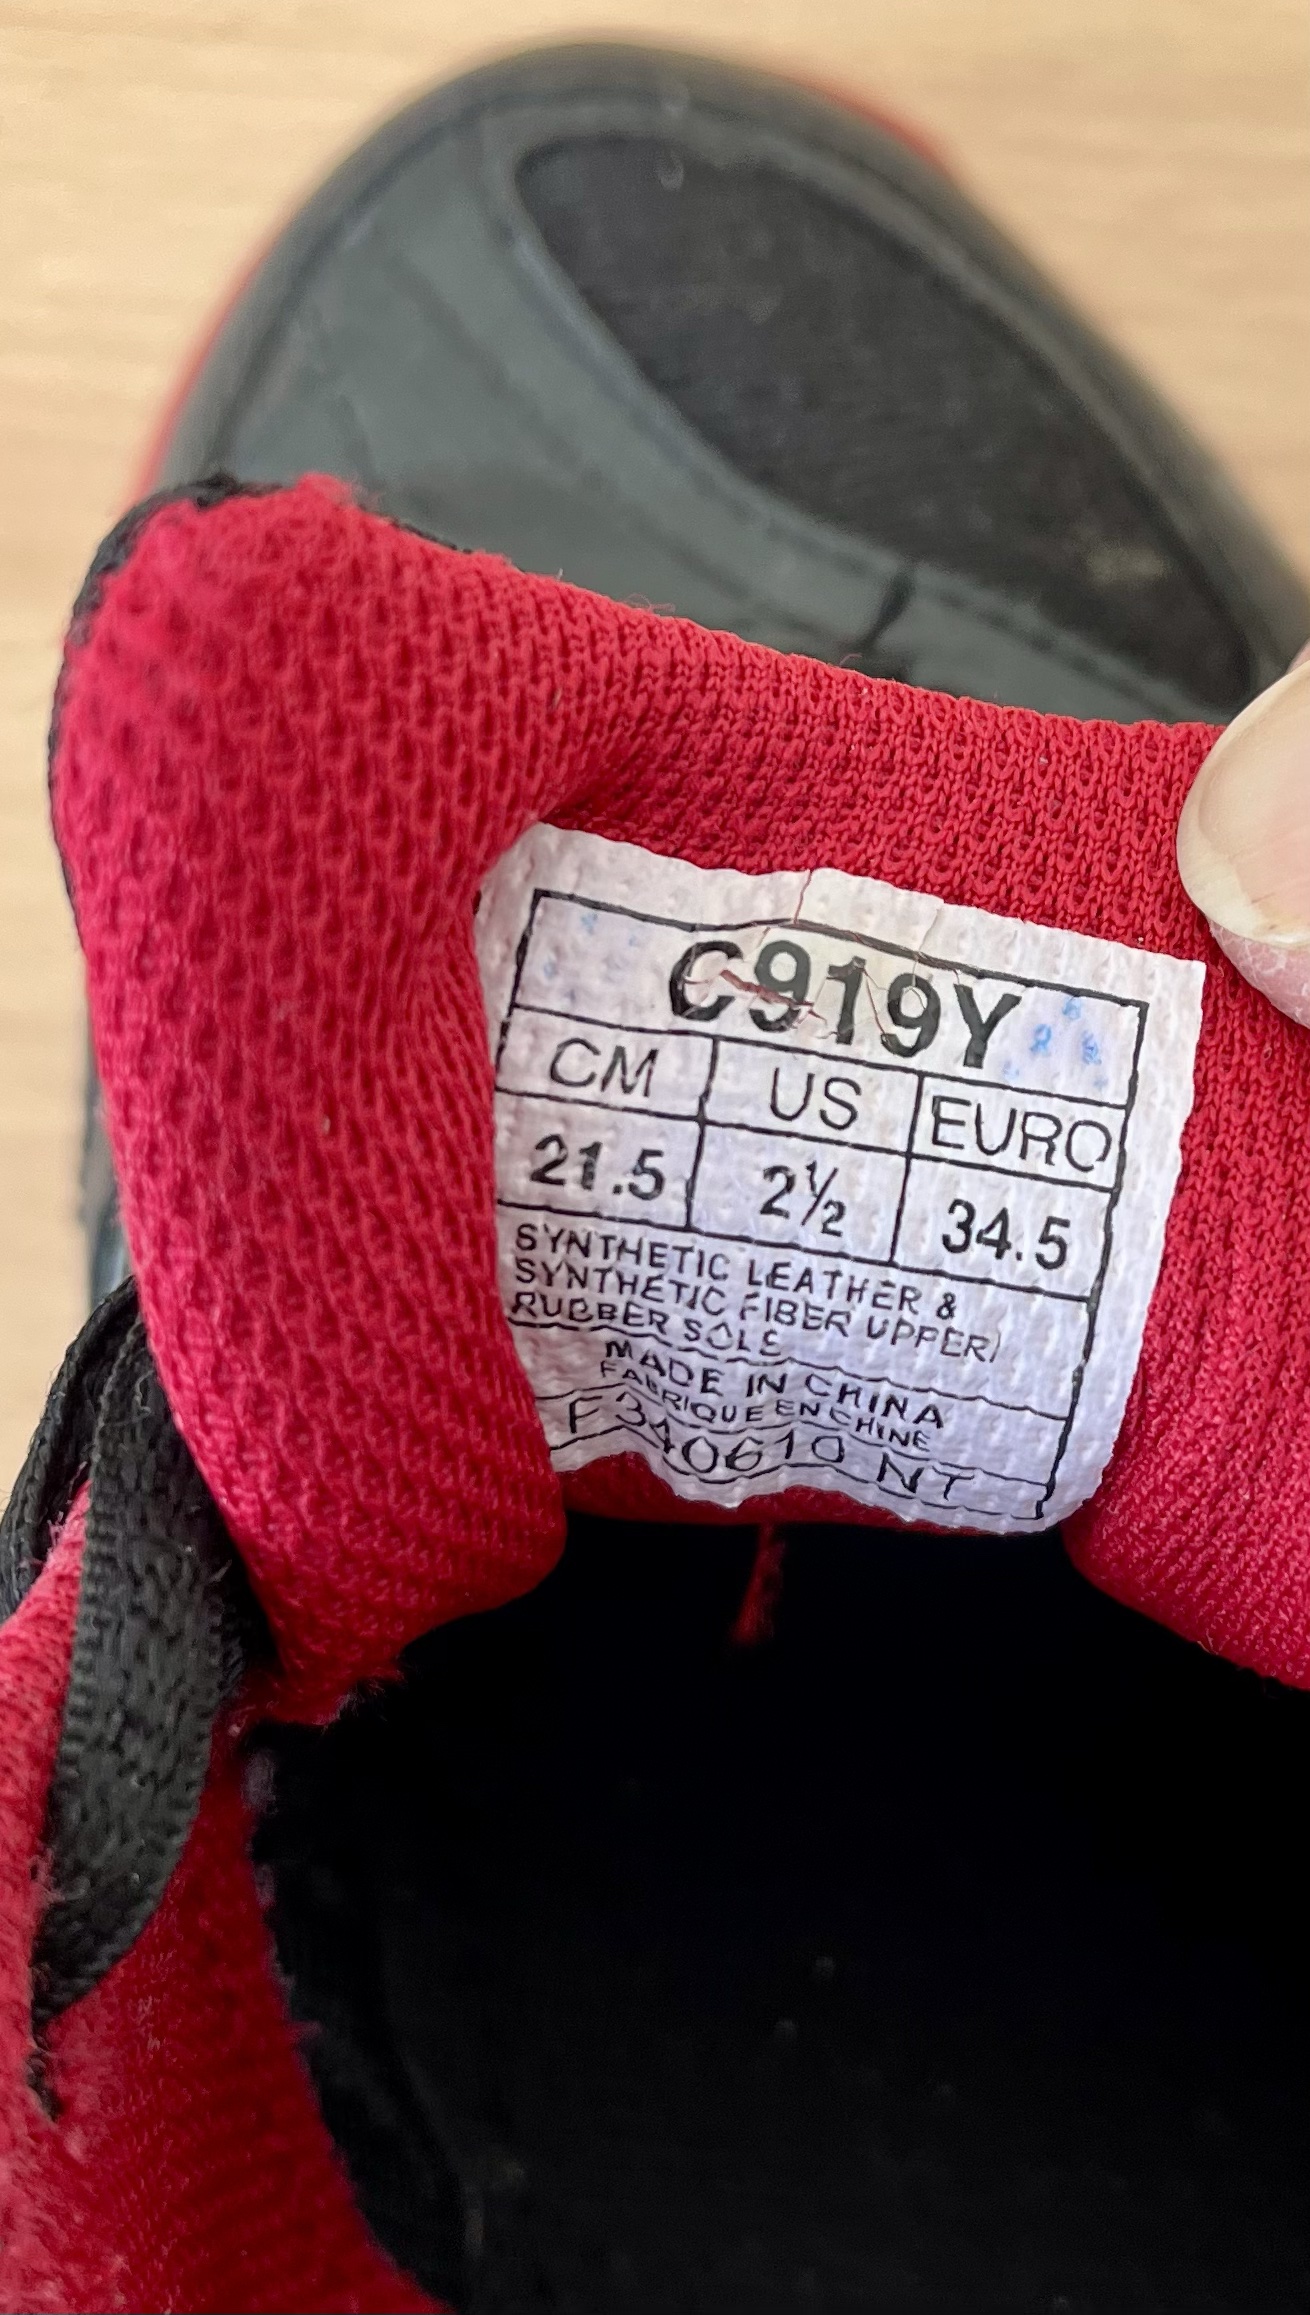 C919Y
CM US EURO
21.5 2½ 34.5
SYNTHETIC LEATHER &
SYNTHETIC FIBER UPPER/
RUBBER SOLE
MADE IN CHINA
FABRIQUE EN CHINE
F340610 NT